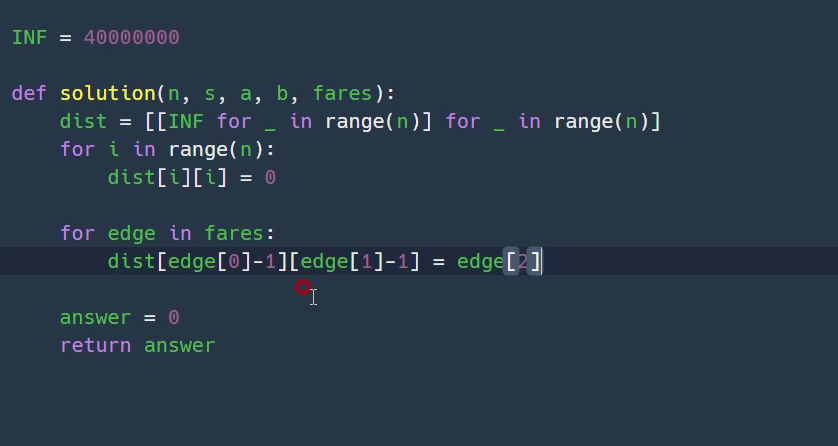 INF = 40000000
def solution(n, s, a, b, fares):
    dist = [[INF for _ in range(n)] for _ in range(n)]
    for i in range(n):
        dist[i][i] = 0
    for edge in fares:
        dist[edge[0]-1][edge[1]-1] = edge[2]
    answer = 0
    return answer